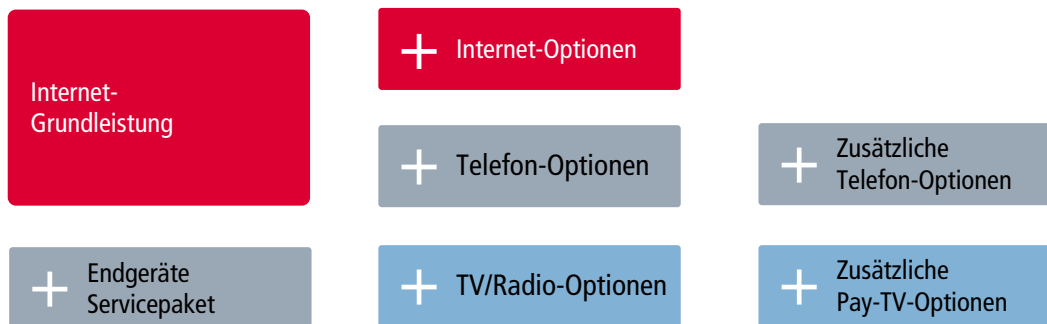 Internet-
Grundleistung
Internet-Optionen
Telefon-Optionen
Zusätzliche
Telefon-Optionen
Endgeräte
Servicepaket
TV/Radio-Optionen
Zusätzliche
Pay-TV-Optionen